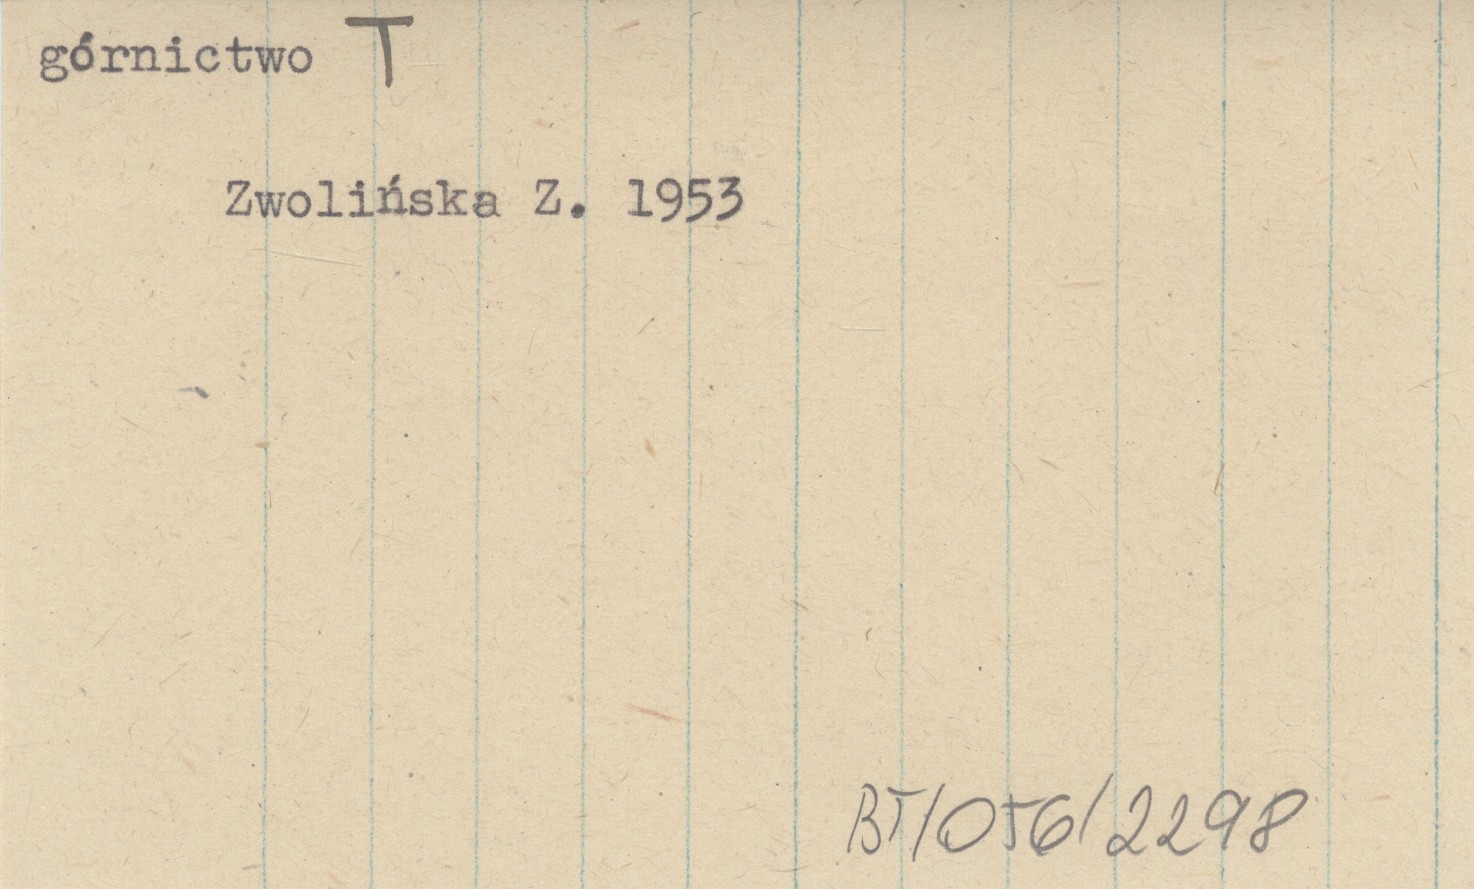 górnictwo T
Zwolińska Z. 1953
BT/056/2298